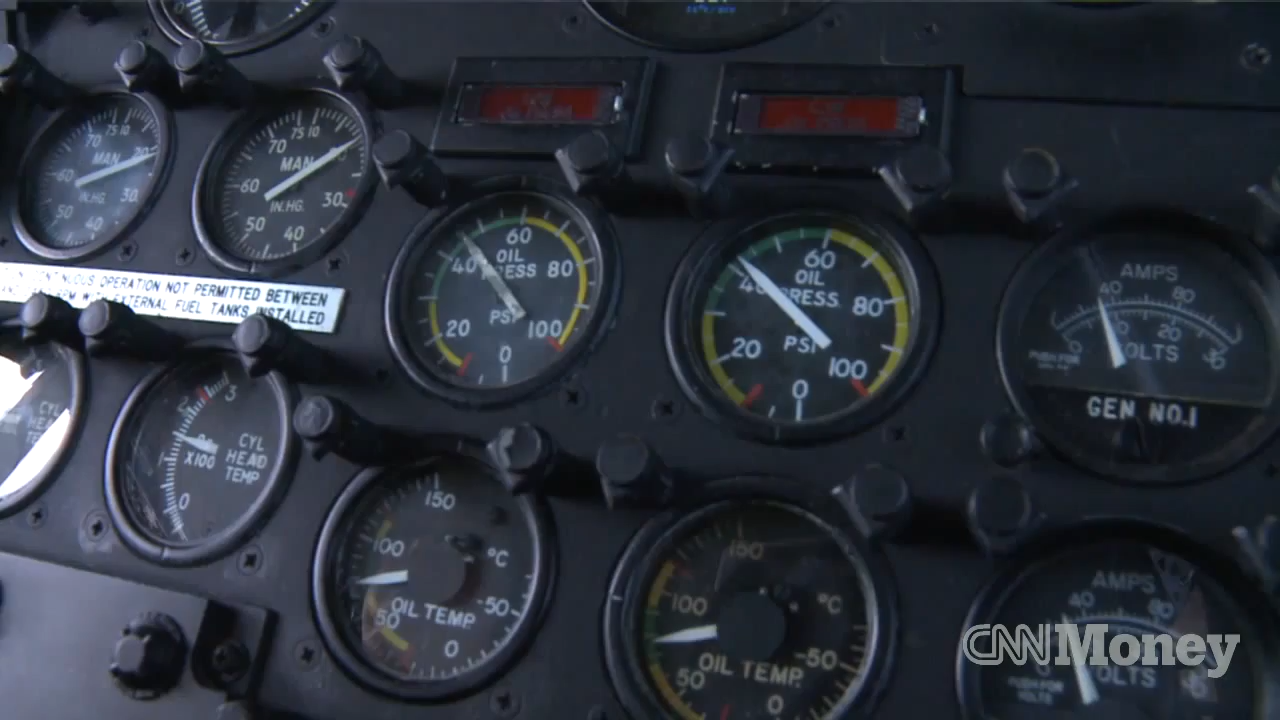 75 10
70
MAN
20
60
IN.HG.
30
50
40
75 10
70
MAN
60
IN.HG.
30
50
40
CONTINUOUS OPERATION NOT PERMITTED BETWEEN
WITH EXTERNAL FUEL TANKS INSTALLED
60
OIL
40 PRESS 80
PSI
20 100
0
60
OIL
40 PRESS. 80
PSI
20 100
0
AMPS
40 80
0 20
VOLTS
GEN NO.1
CYL
HEAD
TEMP
3
2
CYL
X100 HEAD
TEMP
0
150
100 °C
OIL TEMP. -50
50
0
150
100 °C
OIL TEMP. -50
50
0
AMPS
40 80
0
VOLTS
CNNMoney